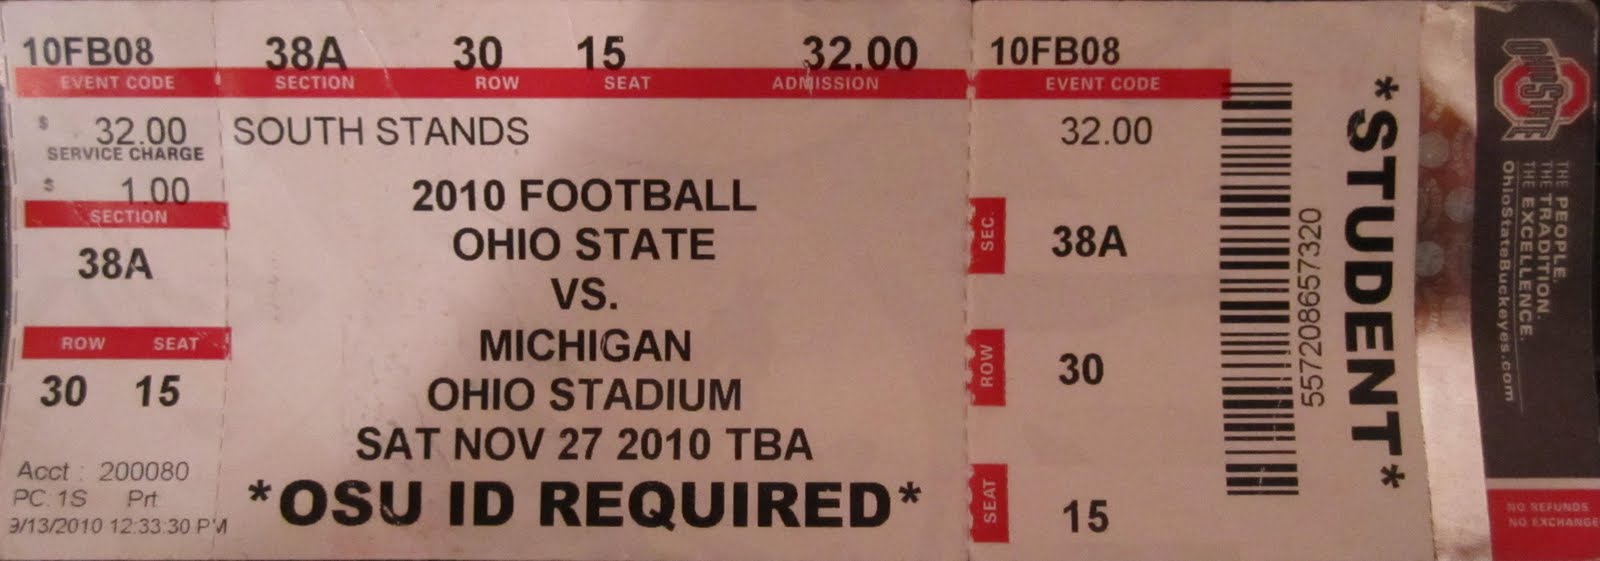 10FB08 38A 30 15 32.00 10FB08
EVENT CODE SECTION ROW SEAT ADMISSION EVENT CODE
$ 32.00
SERVICE CHARGE
$ 1.00
SECTION
38A
ROW SEAT
30 15
Acct : 200080
PC.1S Prt
9/13/2010 12:33:30 PM
SOUTH STANDS
2010 FOOTBALL
OHIO STATE
VS.
MICHIGAN
OHIO STADIUM
SAT NOV 27 2010 TBA
*OSU ID REQUIRED*
32.00
SEC. 38A
ROW 30
SEAT 15
557208657320
*STUDENT*
OHIO STATE
THE PEOPLE.
THE TRADITION.
THE EXCELLENCE.
OhioStateBuckeyes.com
NO REFUNDS
NO EXCHANGE